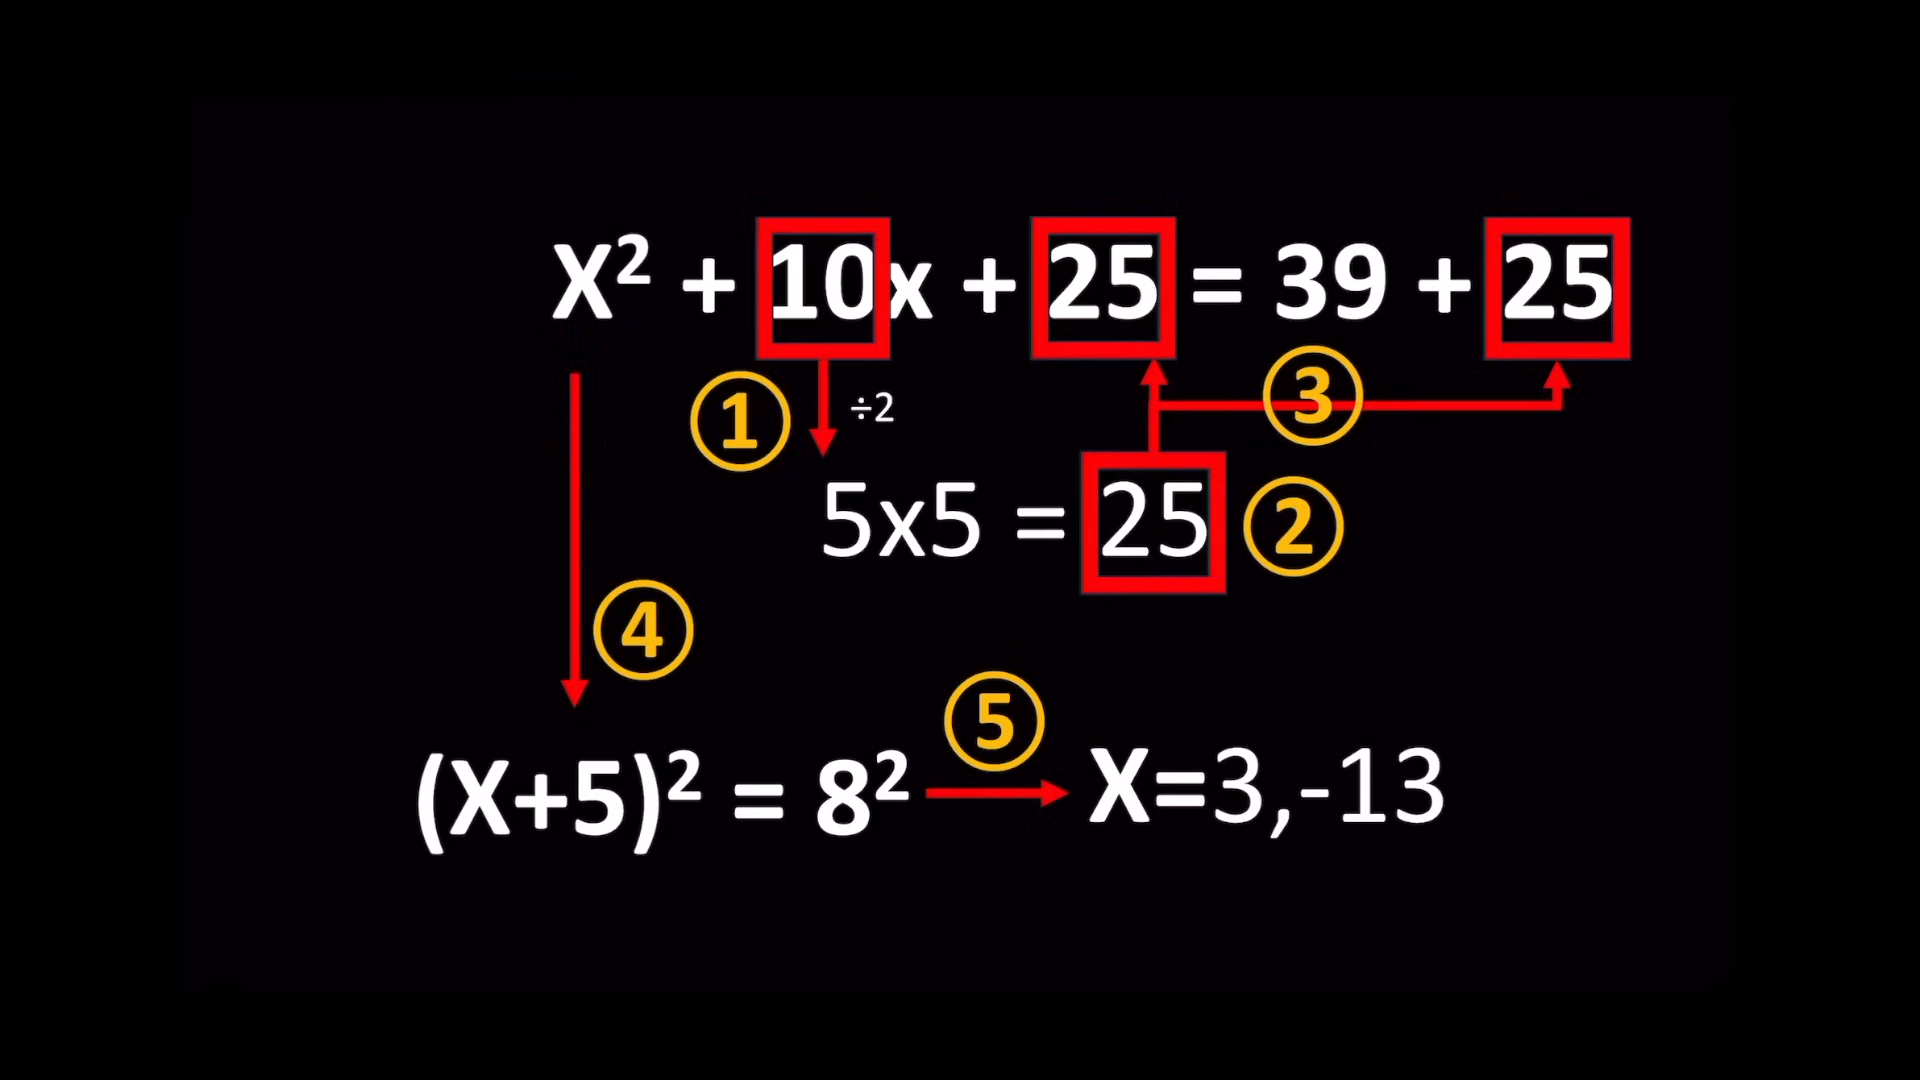 X² + 10x + 25 = 39 + 25
① ÷2 ③
5x5 = 25 ②
④
⑤
(X+5)² = 8² X=3,-13